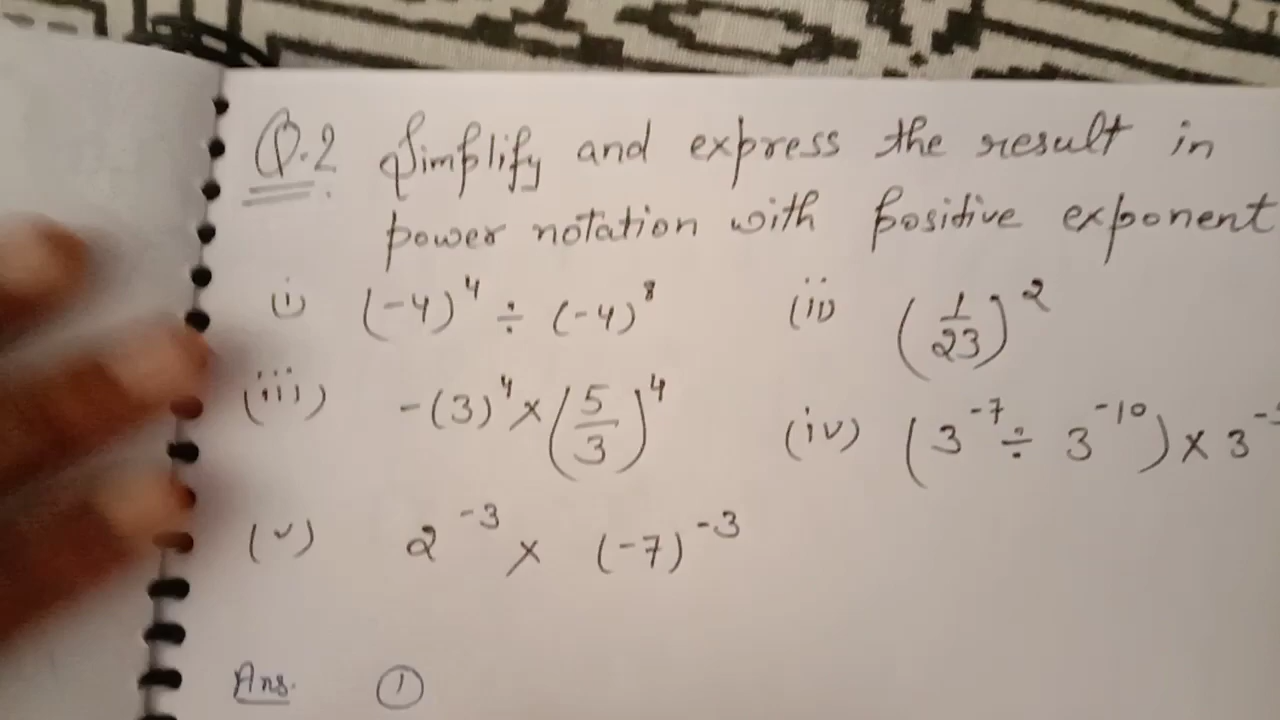 Q.2 Simplify and express the result in
power notation with positive exponent
(i) (-4)⁴ ÷ (-4)⁸ (ii) (1/23)²
(iii) -(3)⁴ × (5/3)⁴ (iv) (3⁻⁷ ÷ 3⁻¹⁰) × 3⁻
(v) 2⁻³ × (-7)⁻³
Ans. ①